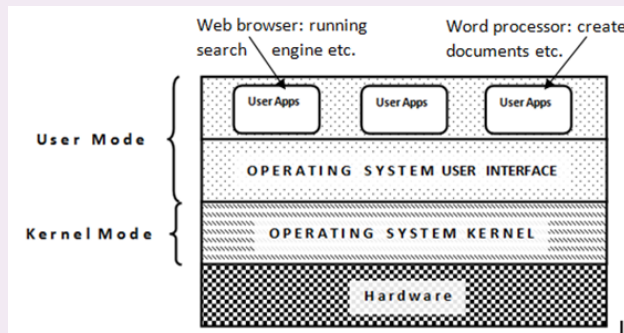 Web browser: running
search engine etc.
Word processor: create
documents etc.
User Apps
User Apps
User Apps
User Mode
OPERATING SYSTEM USER INTERFACE
Kernel Mode
OPERATING SYSTEM KERNEL
Hardware